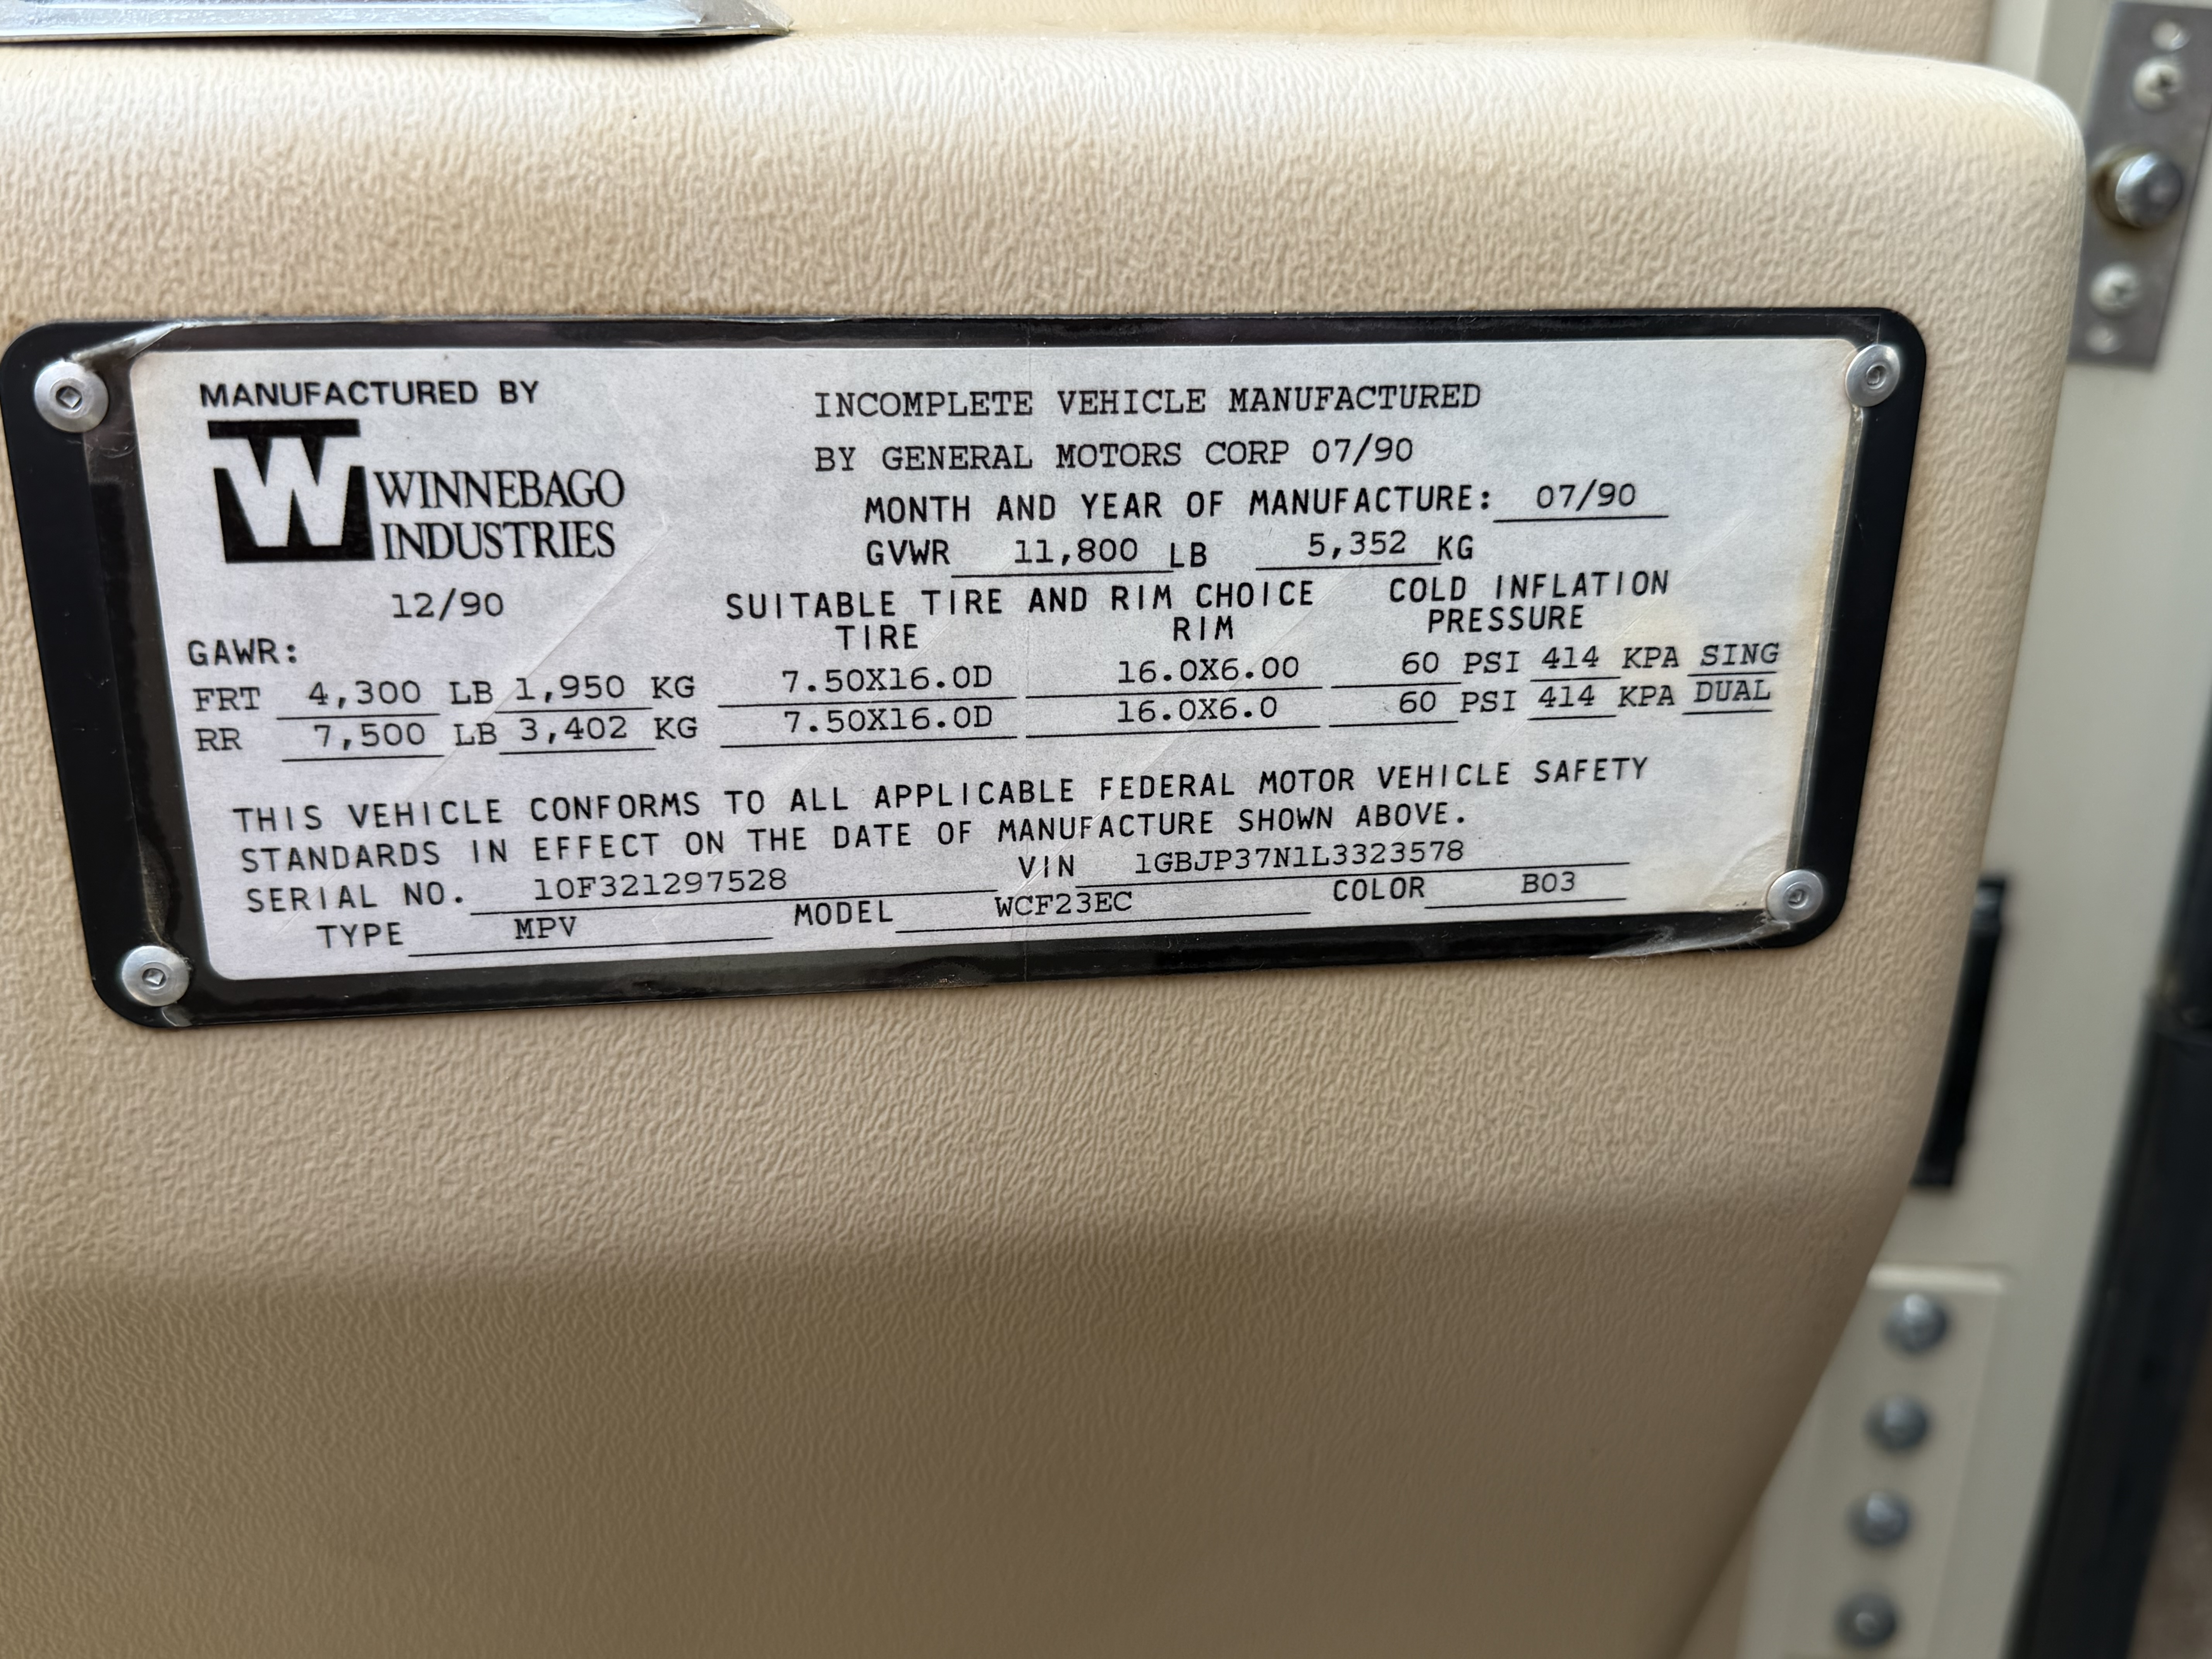 MANUFACTURED BY
W WINNEBAGO
INDUSTRIES
12/90
INCOMPLETE VEHICLE MANUFACTURED
BY GENERAL MOTORS CORP 07/90
MONTH AND YEAR OF MANUFACTURE: 07/90
GVWR 11,800 LB 5,352 KG
SUITABLE TIRE AND RIM CHOICE
TIRE RIM
COLD INFLATION
PRESSURE
GAWR:
FRT 4,300 LB 1,950 KG 7.50X16.0D 16.0X6.00 60 PSI 414 KPA SING
RR 7,500 LB 3,402 KG 7.50X16.0D 16.0X6.0 60 PSI 414 KPA DUAL
THIS VEHICLE CONFORMS TO ALL APPLICABLE FEDERAL MOTOR VEHICLE SAFETY
STANDARDS IN EFFECT ON THE DATE OF MANUFACTURE SHOWN ABOVE.
SERIAL NO. 10F321297528 VIN 1GBJP37N1L3323578
TYPE MPV MODEL WCF23EC COLOR B03